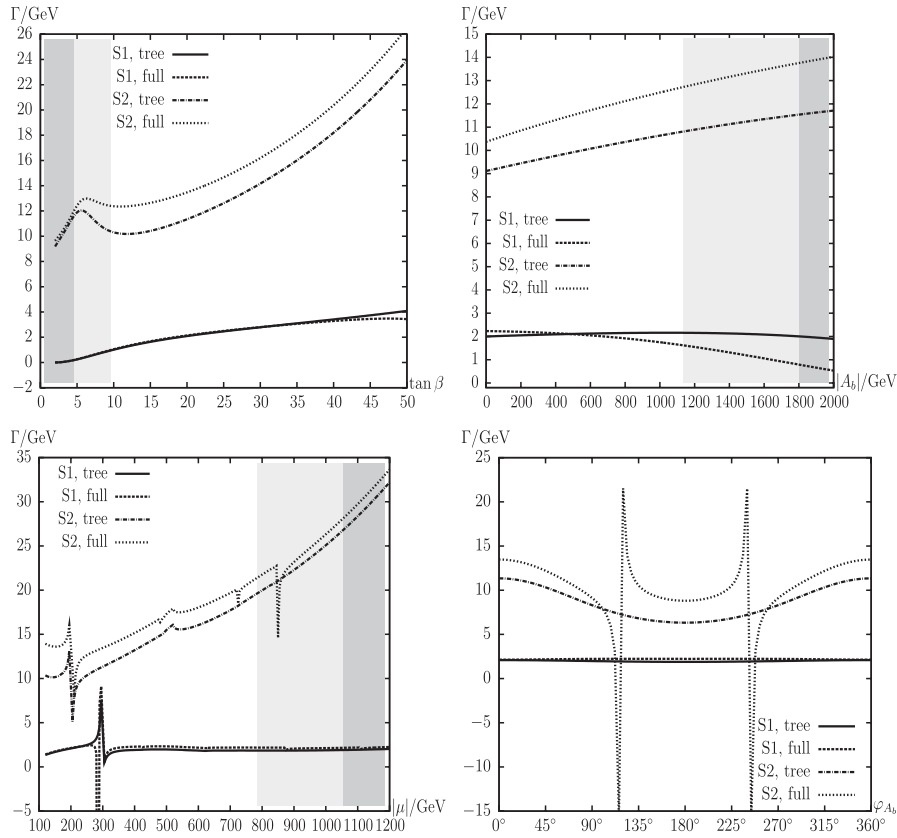 Γ/GeV
26
24
22
20
18
16
14
12
10
8
6
4
2
0
−2
S1, tree
S1, full
S2, tree
S2, full
0 5 10 15 20 25 30 35 40 45 50
tan β
Γ/GeV
15
14
13
12
11
10
9
8
7
6
5
4
3
2
1
0
S1, tree
S1, full
S2, tree
S2, full
0 200 400 600 800 1000 1200 1400 1600 1800 2000
|A_b|/GeV
Γ/GeV
35
30
25
20
15
10
5
0
−5
S1, tree
S1, full
S2, tree
S2, full
100 200 300 400 500 600 700 800 900 1000 1100 1200
|μ|/GeV
Γ/GeV
25
20
15
10
5
0
−5
−10
−15
S1, tree
S1, full
S2, tree
S2, full
0° 45° 90° 135° 180° 225° 270° 315° 360°
φ_{A_b}